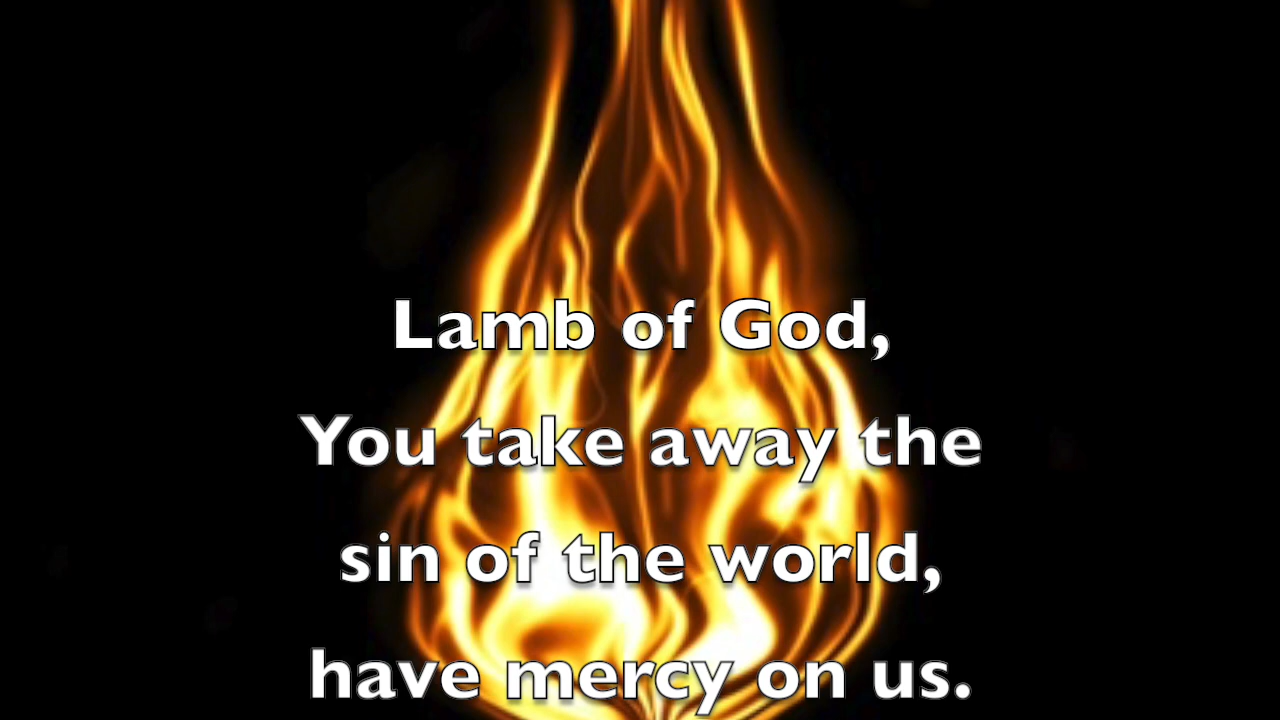 Lamb of God,
You take away the
sin of the world,
have mercy on us.